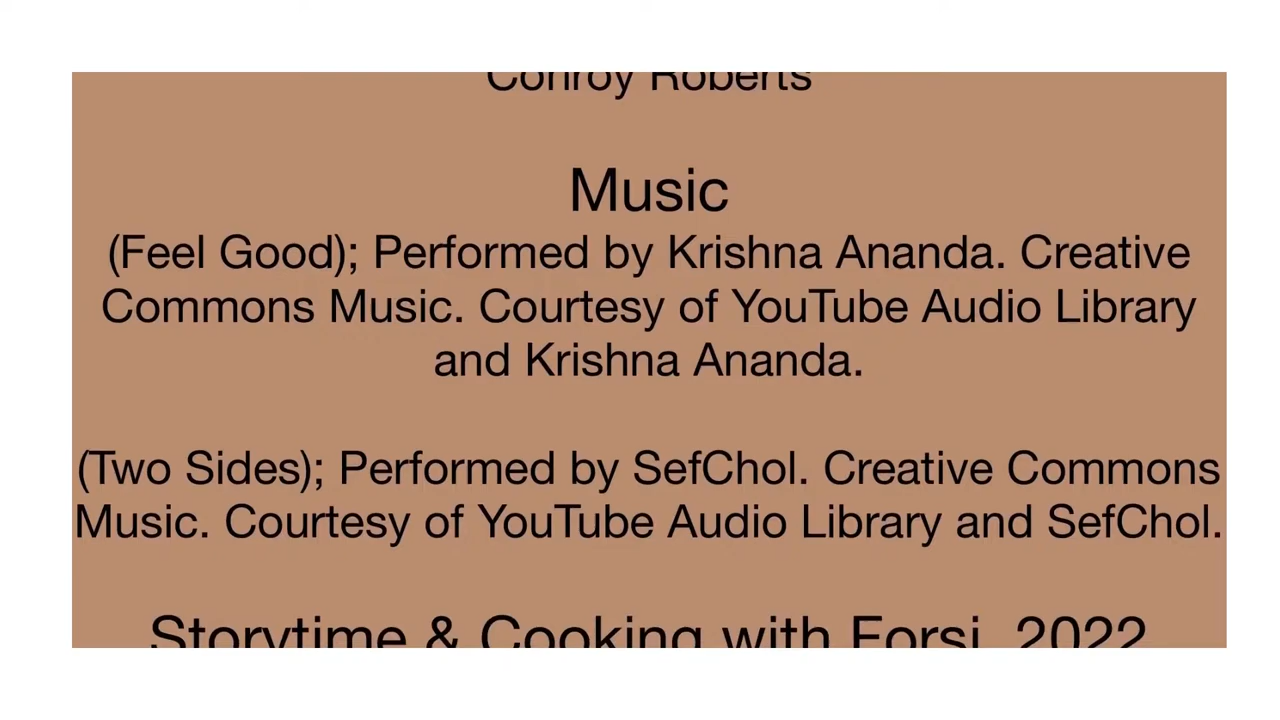 Conroy Roberts
Music
(Feel Good); Performed by Krishna Ananda. Creative
Commons Music. Courtesy of YouTube Audio Library
and Krishna Ananda.
(Two Sides); Performed by SefChol. Creative Commons
Music. Courtesy of YouTube Audio Library and SefChol.
Storytime & Cooking with Forsi, 2022